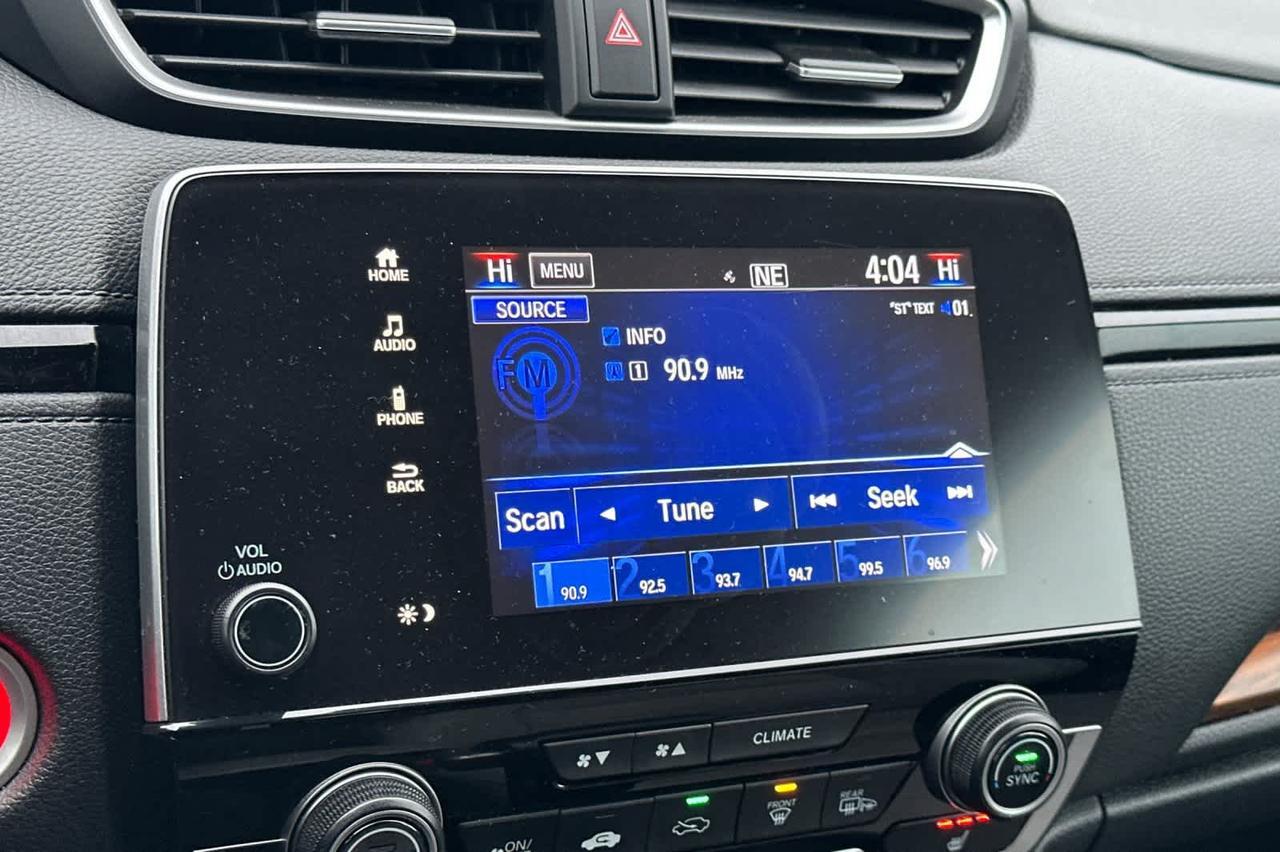 HOME
AUDIO
PHONE
BACK
VOL
AUDIO
Hi MENU NE 4:04 Hi
SOURCE
"ST" TEXT 01
FM
INFO
1 90.9 MHz
Scan Tune Seek
1 90.9 2 92.5 3 93.7 4 94.7 5 99.5 6 96.9
CLIMATE
PUSH
SYNC
ON/
FRONT
REAR